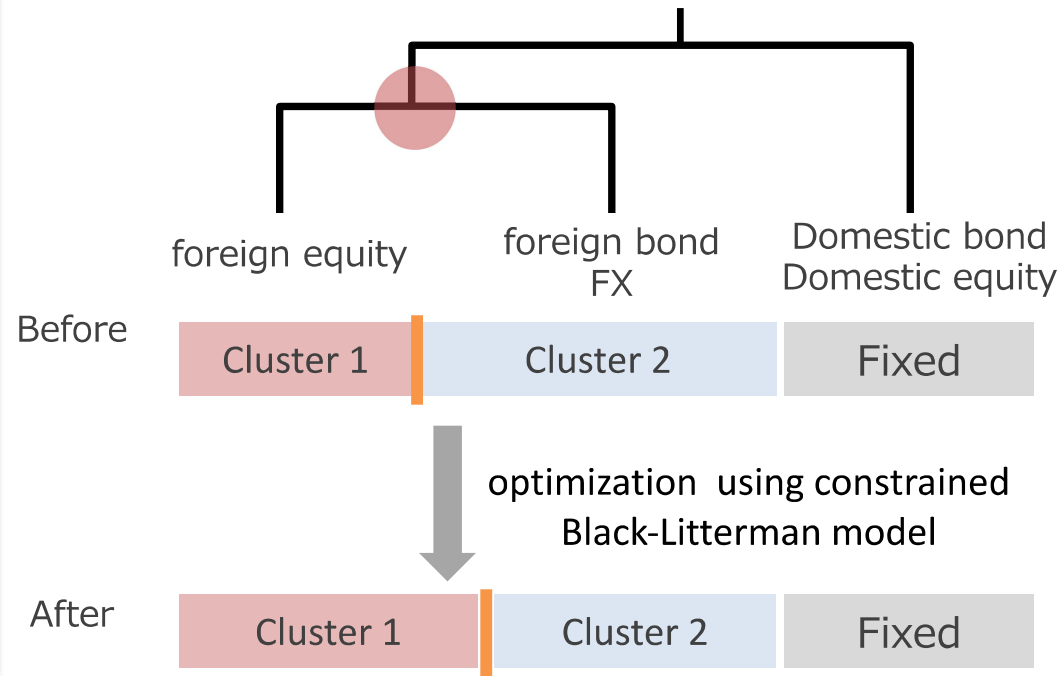 foreign equity
foreign bond
FX
Domestic bond
Domestic equity
Before
Cluster 1
Cluster 2
Fixed
optimization using constrained
Black-Litterman model
After
Cluster 1
Cluster 2
Fixed